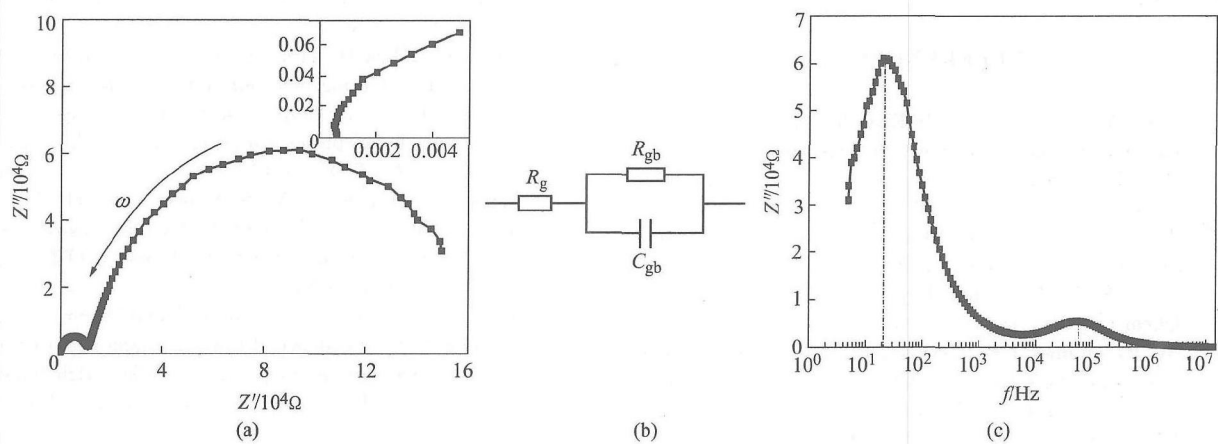 10
8
6
4
2
0
Z″/10⁴Ω
ω
0.06
0.04
0.02
0
0.002 0.004
4 8 12 16
Z′/10⁴Ω
(a)
R_g
R_gb
C_gb
(b)
7
6
5
4
3
2
1
0
Z″/10⁴Ω
10⁰ 10¹ 10² 10³ 10⁴ 10⁵ 10⁶ 10⁷
f/Hz
(c)